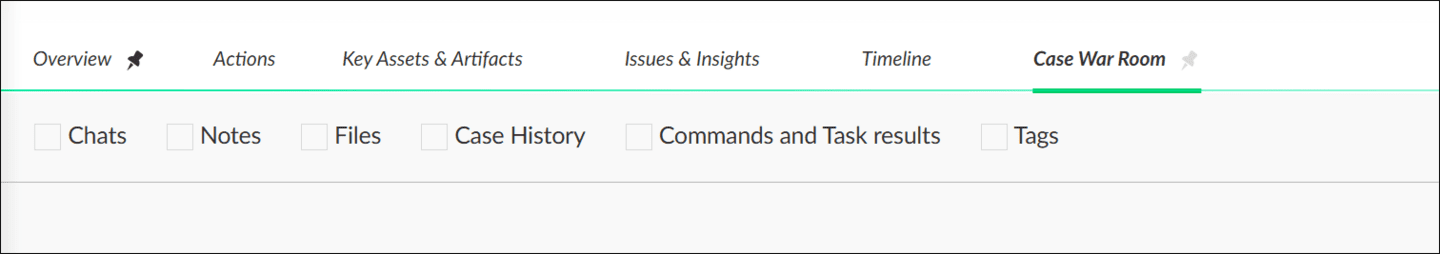 Overview Actions Key Assets & Artifacts Issues & Insights Timeline Case War Room
Chats Notes Files Case History Commands and Task results Tags